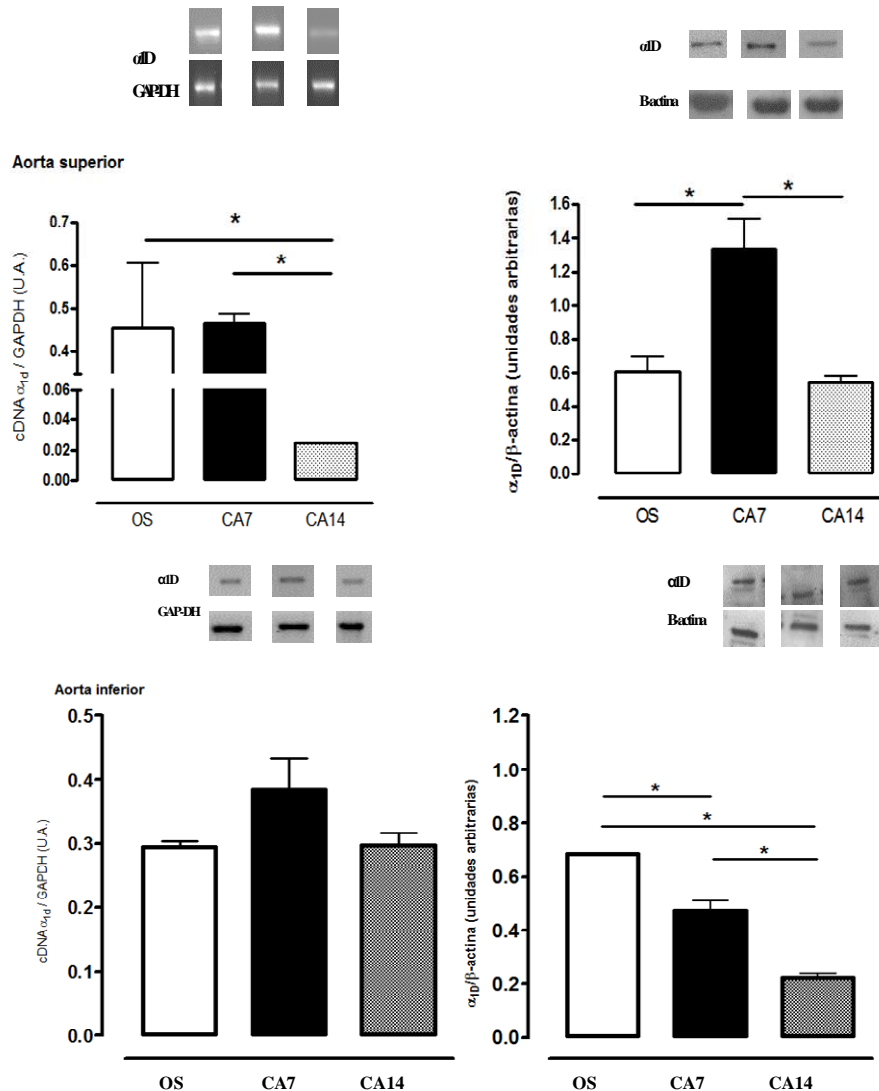 α1D
GAP-DH
α1D
Bactina
Aorta superior
cDNA α1d / GAPDH (U.A.)
0.7
0.6
0.5
0.4
0.06
0.04
0.02
0.00
*
*
OS CA7 CA14
α1D/β-actina (unidades arbitrarias)
1.6
1.4
1.2
1.0
0.8
0.6
0.4
0.2
0.0
* *
OS CA7 CA14
α1D
GAP-DH
α1D
Bactina
Aorta inferior
cDNA α1d / GAPDH (U.A.)
0.5
0.4
0.3
0.2
0.1
0.0
OS CA7 CA14
α1D/β-actina (unidades arbitrarias)
1.2
1.0
0.8
0.6
0.4
0.2
0.0
*
*
*
OS CA7 CA14